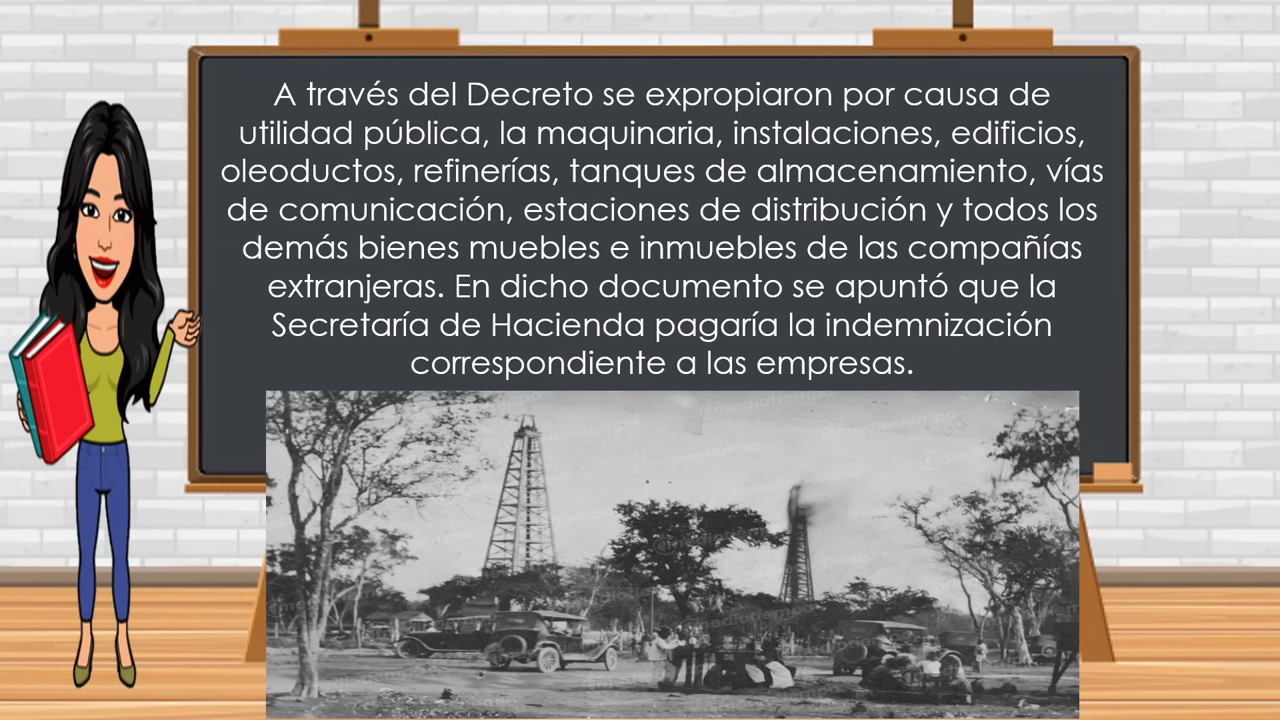 A través del Decreto se expropiaron por causa de
utilidad pública, la maquinaria, instalaciones, edificios,
oleoductos, refinerías, tanques de almacenamiento, vías
de comunicación, estaciones de distribución y todos los
demás bienes muebles e inmuebles de las compañías
extranjeras. En dicho documento se apuntó que la
Secretaría de Hacienda pagaría la indemnización
correspondiente a las empresas.